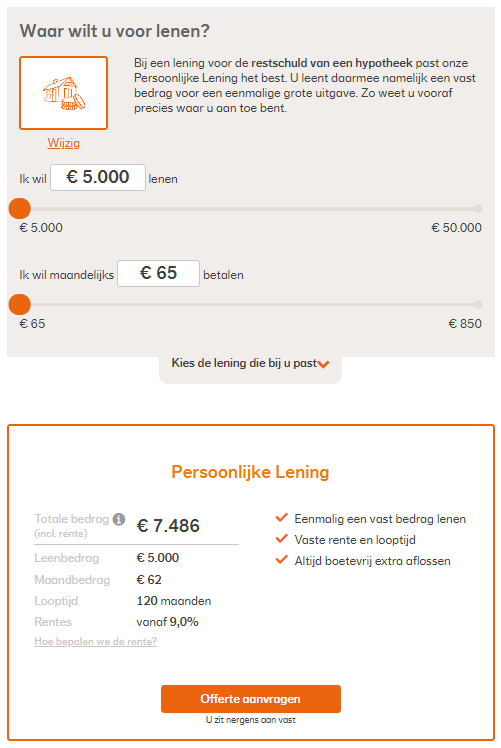 Waar wilt u voor lenen?
Bij een lening voor de restschuld van een hypotheek past onze
Persoonlijke Lening het best. U leent daarmee namelijk een vast
bedrag voor een eenmalige grote uitgave. Zo weet u vooraf
precies waar u aan toe bent.
Wijzig
Ik wil € 5.000 lenen
€ 5.000 € 50.000
Ik wil maandelijks € 65 betalen
€ 65 € 850
Kies de lening die bij u past
Persoonlijke Lening
Totale bedrag i € 7.486
(incl. rente)
Leenbedrag € 5.000
Maandbedrag € 62
Looptijd 120 maanden
Rentes vanaf 9,0%
Hoe bepalen we de rente?
Eenmalig een vast bedrag lenen
Vaste rente en looptijd
Altijd boetevrij extra aflossen
Offerte aanvragen
U zit nergens aan vast